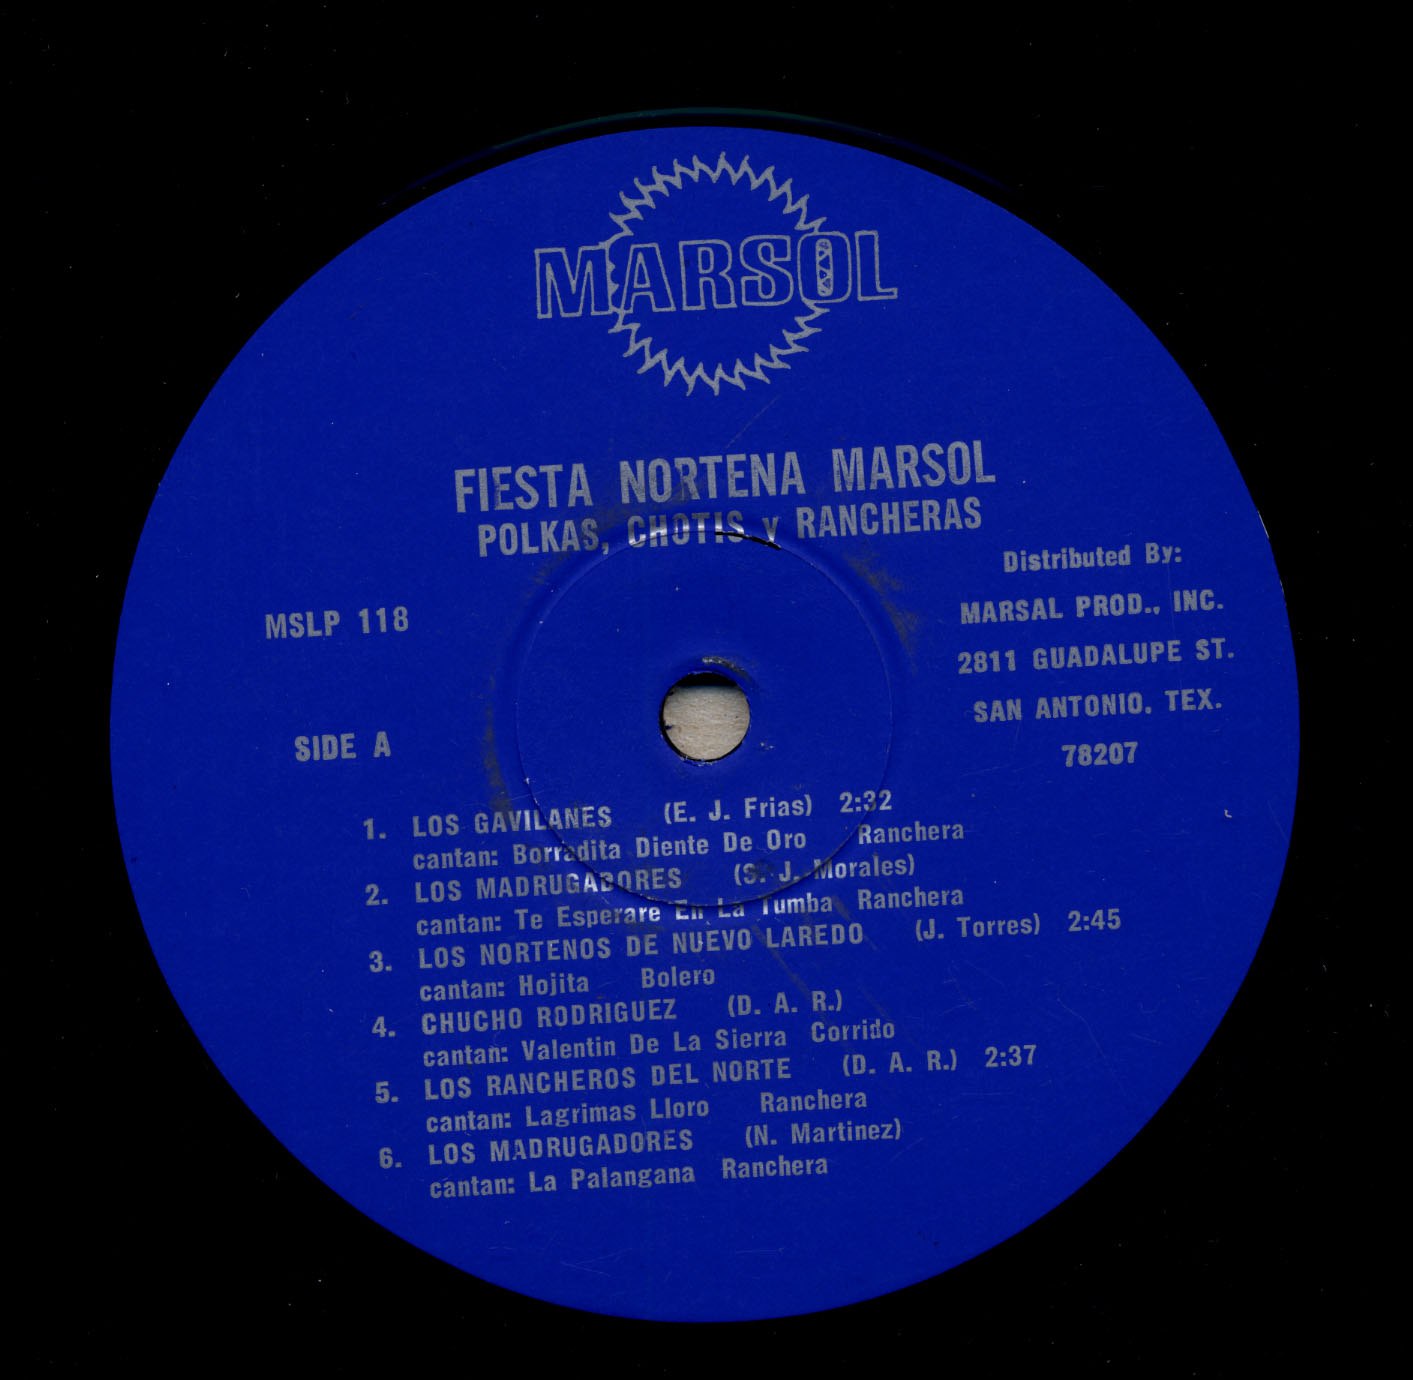 MARSOL
FIESTA NORTENA MARSOL
POLKAS, CHOTIS y RANCHERAS
MSLP 118
SIDE A
Distributed By:
MARSAL PROD., INC.
2811 GUADALUPE ST.
SAN ANTONIO. TEX.
78207
1. LOS GAVILANES (E. J. Frias) 2:32
cantan: Borradita Diente De Oro Ranchera
2. LOS MADRUGADORES (S. J. Morales)
cantan: Te Esperare En La Tumba Ranchera
3. LOS NORTENOS DE NUEVO LAREDO (J. Torres) 2:45
cantan: Hojita Bolero
4. CHUCHO RODRIGUEZ (D. A. R.)
cantan: Valentin De La Sierra Corrido
5. LOS RANCHEROS DEL NORTE (D. A. R.) 2:37
cantan: Lagrimas Lloro Ranchera
6. LOS MADRUGADORES (N. Martinez)
cantan: La Palangana Ranchera